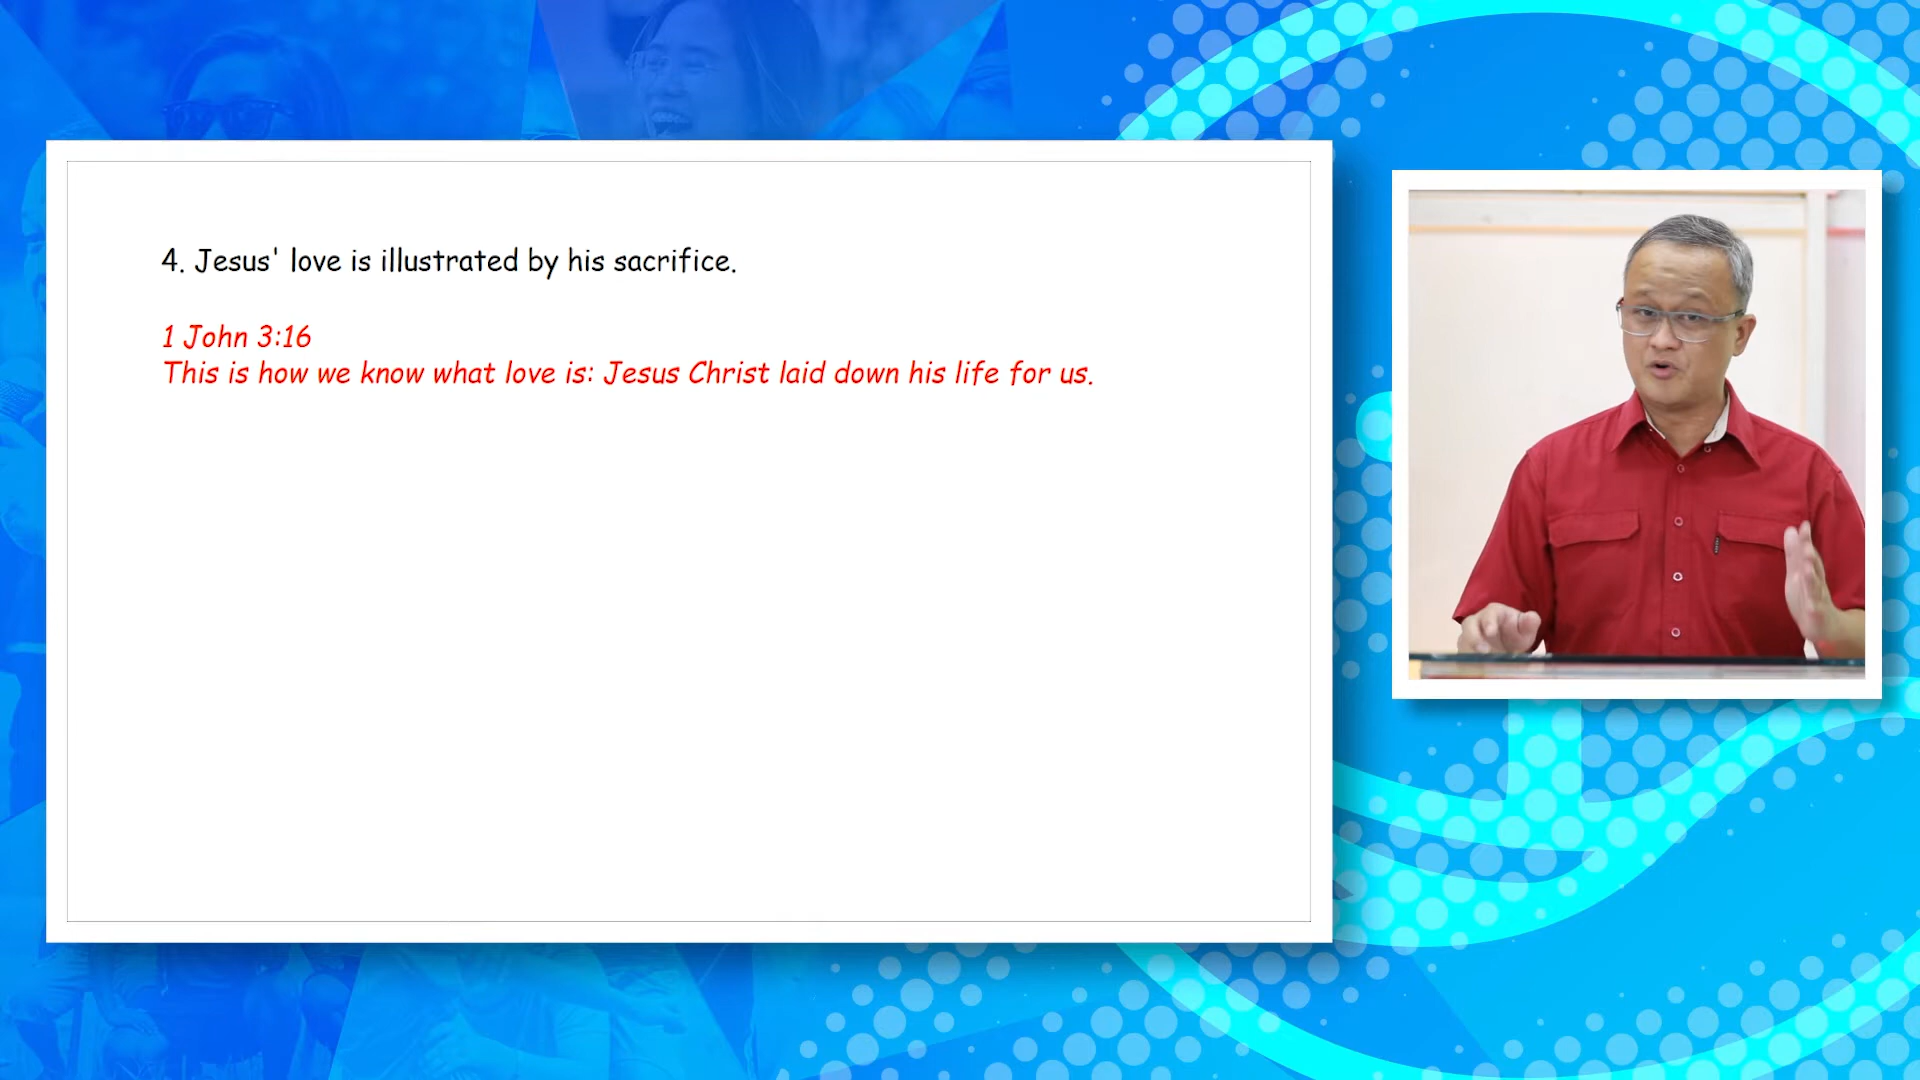 4. Jesus' love is illustrated by his sacrifice.
1 John 3:16
This is how we know what love is: Jesus Christ laid down his life for us.